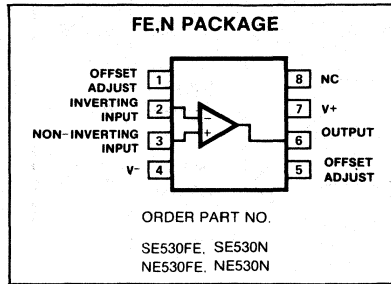 FE,N PACKAGE
OFFSET
ADJUST
1
INVERTING
INPUT
2
NON-INVERTING
INPUT
3
V-
4
−
+
8
NC
7
V+
6
OUTPUT
5
OFFSET
ADJUST
ORDER PART NO.
SE530FE, SE530N
NE530FE, NE530N